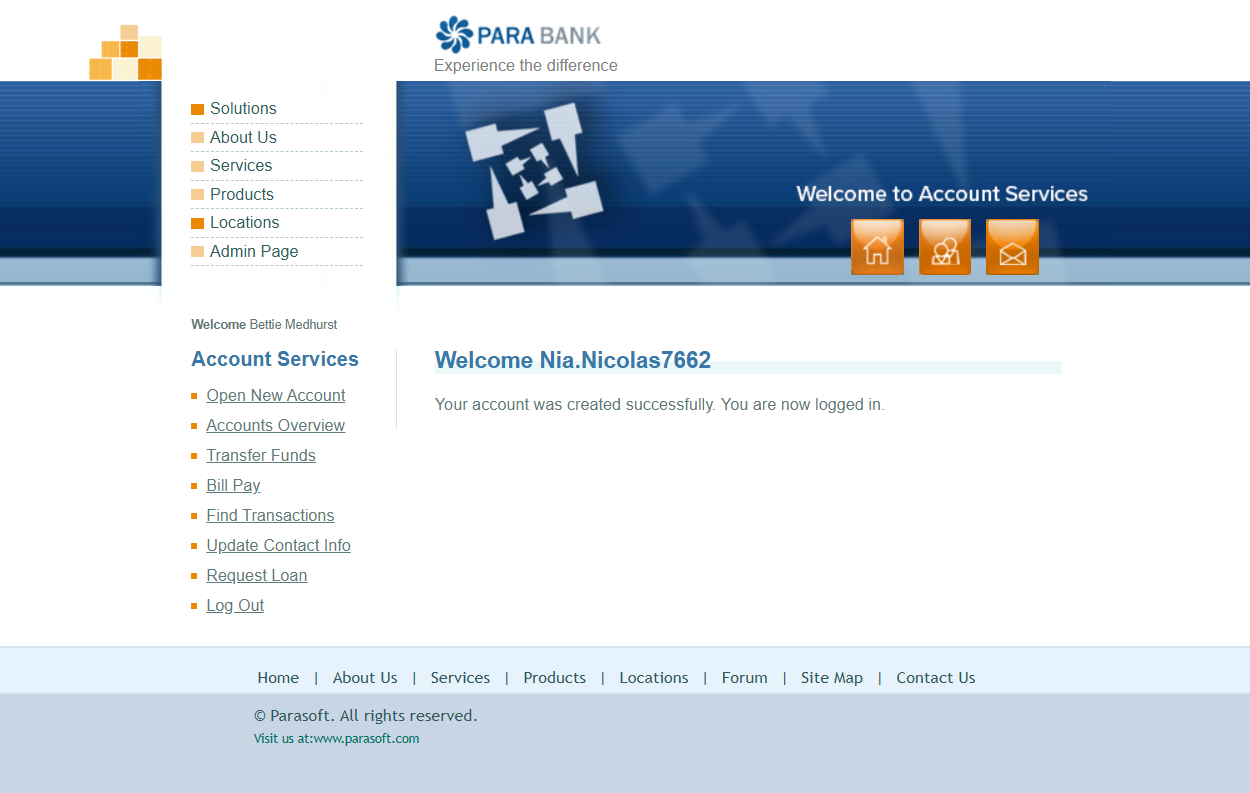 PARA BANK
Experience the difference
Solutions
About Us
Services
Products
Locations
Admin Page
Welcome to Account Services
Welcome Bettie Medhurst
Account Services
Open New Account
Accounts Overview
Transfer Funds
Bill Pay
Find Transactions
Update Contact Info
Request Loan
Log Out
Welcome Nia.Nicolas7662
Your account was created successfully. You are now logged in.
Home | About Us | Services | Products | Locations | Forum | Site Map | Contact Us
© Parasoft. All rights reserved.
Visit us at:www.parasoft.com